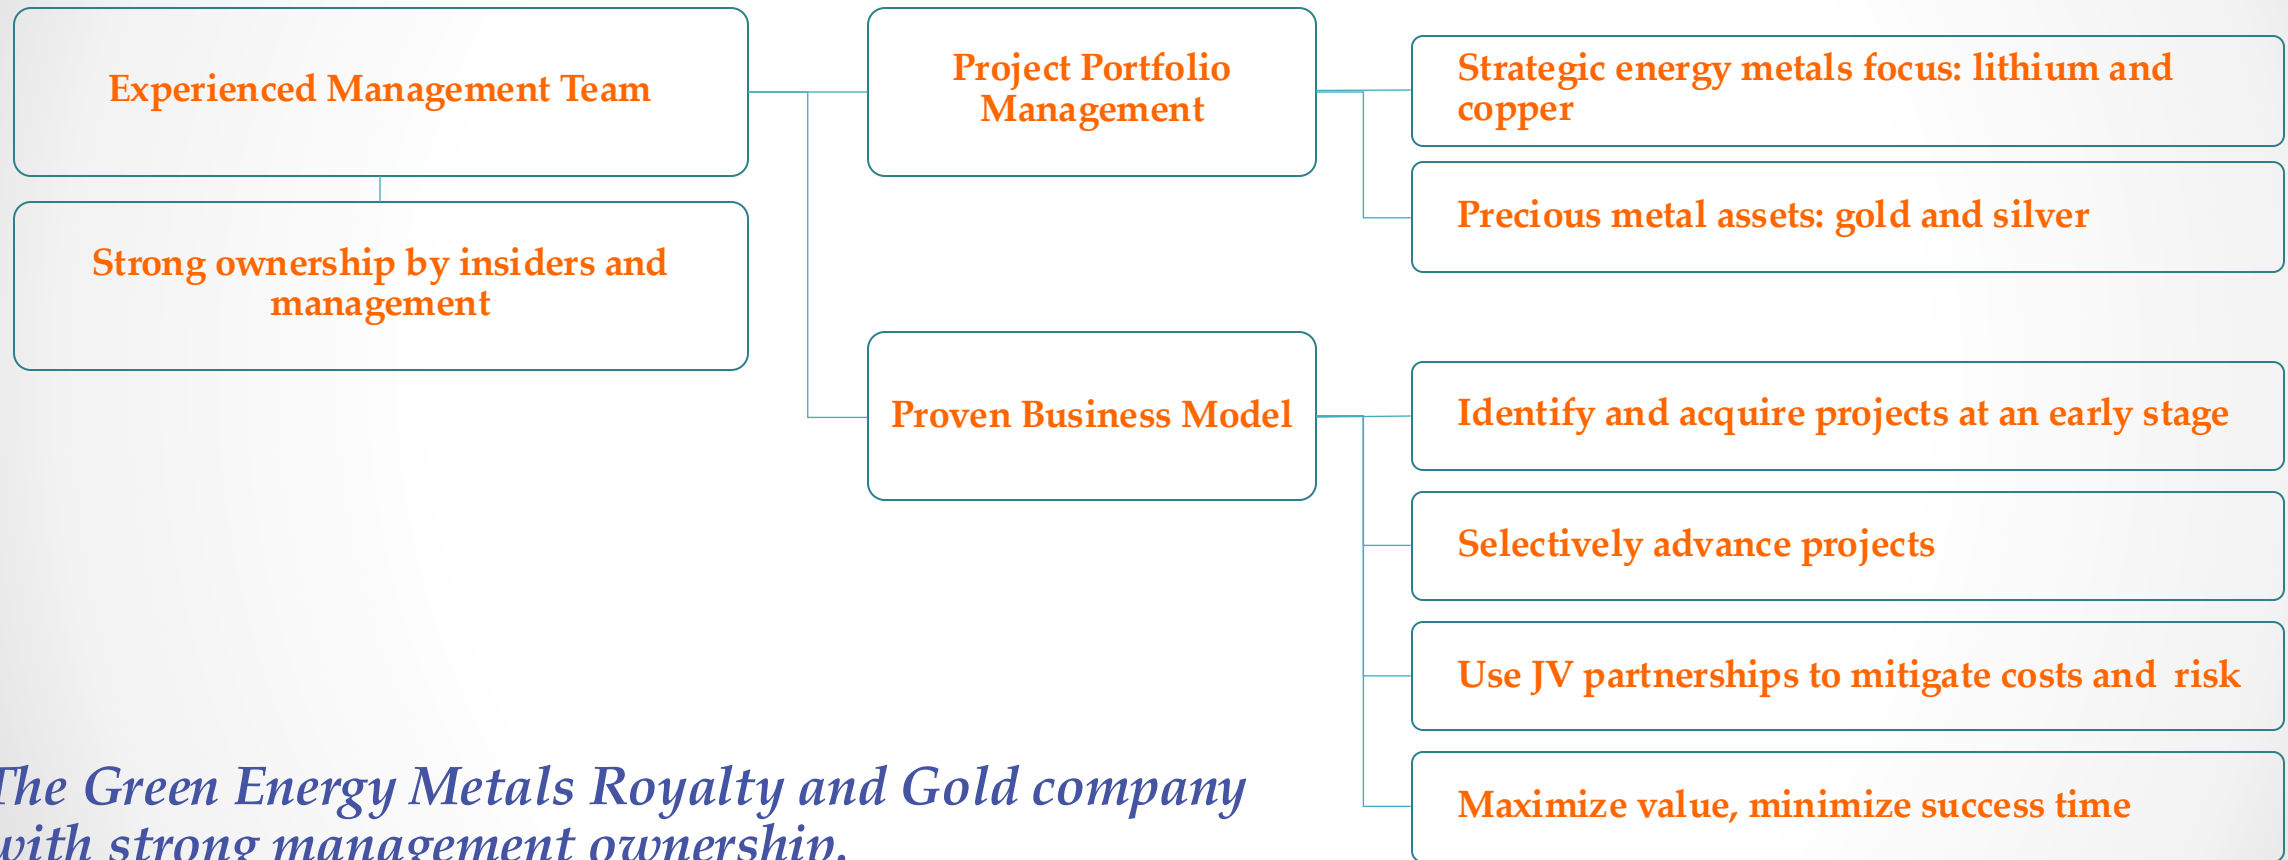 Experienced Management Team
Strong ownership by insiders and
management
Project Portfolio
Management
Strategic energy metals focus: lithium and
copper
Precious metal assets: gold and silver
Proven Business Model
Identify and acquire projects at an early stage
Selectively advance projects
Use JV partnerships to mitigate costs and  risk
Maximize value, minimize success time
The Green Energy Metals Royalty and Gold company
with strong management ownership.